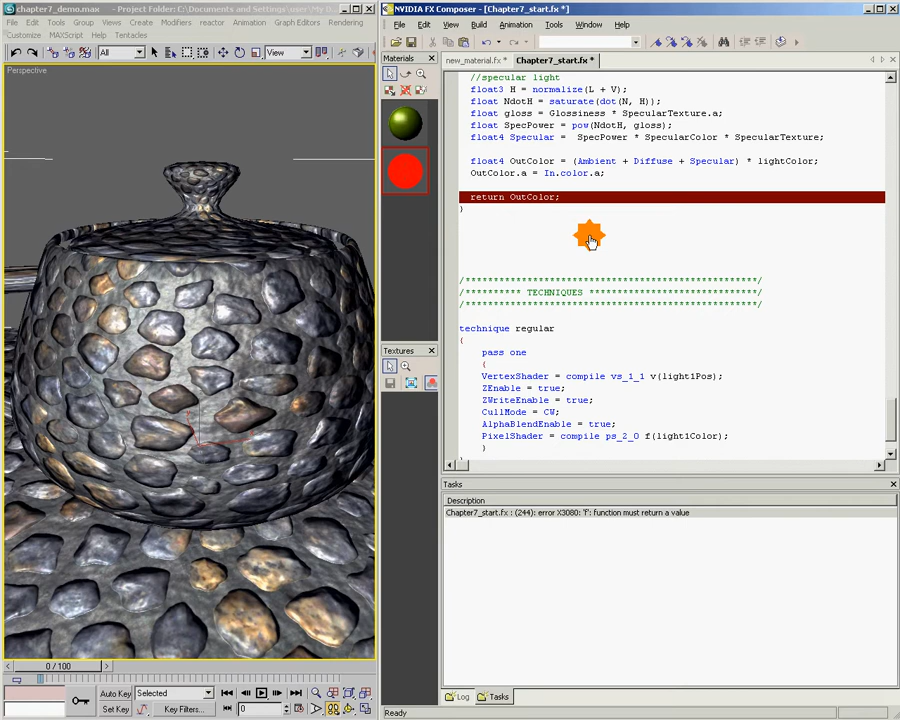 chapter7_demo.max    - Project Folder: C:\Documents and Settings\user\My D...
File Edit Tools Group Views Create Modifiers reactor Animation Graph Editors Rendering
Customize MAXScript Help Tentacles
All View
Perspective
0 / 100
Auto Key Selected
Set Key Key Filters... 0
NVIDIA FX Composer - [Chapter7_start.fx *]
File Edit View Build Animation Tools Window Help
Materials
Textures
new_material.fx * Chapter7_start.fx *
//specular light
float3 H = normalize(L + V);
float NdotH = saturate(dot(N, H));
float gloss = Glossiness * SpecularTexture.a;
float SpecPower = pow(NdotH, gloss);
float4 Specular =  SpecPower * SpecularColor * SpecularTexture;
float4 OutColor = (Ambient + Diffuse + Specular) * lightColor;
OutColor.a = In.color.a;
return OutColor;
}
/*****************************************************/
/********** TECHNIQUES ******************************/
/*****************************************************/
technique regular
{
pass one
{
VertexShader = compile vs_1_1 v(light1Pos);
ZEnable = true;
ZWriteEnable = true;
CullMode = CW;
AlphaBlendEnable = true;
PixelShader = compile ps_2_0 f(light1Color);
}
Tasks
Description
Chapter7_start.fx : (244): error X3080: 'f': function must return a value
Log Tasks
Ready